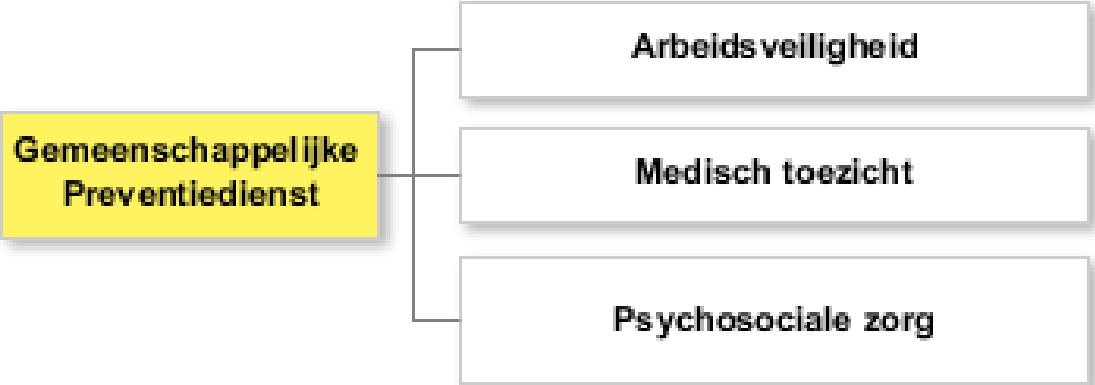 Gemeenschappelijke
Preventiedienst
Arbeidsveiligheid
Medisch toezicht
Psychosociale zorg